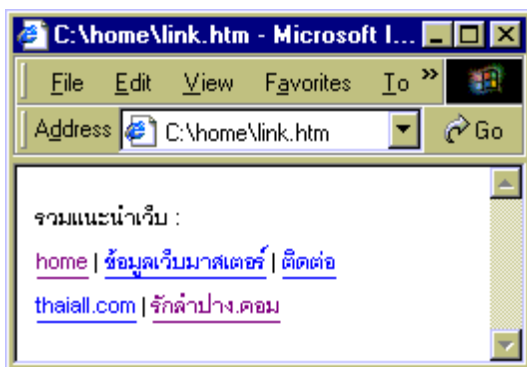 C:\home\link.htm - Microsoft I...
File Edit View Favorites To »
Address C:\home\link.htm Go
รวมแนะนำเว็บ :
home | ข้อมูลเว็บมาสเตอร์ | ติดต่อ
thaiall.com | รักลำปาง.คอม